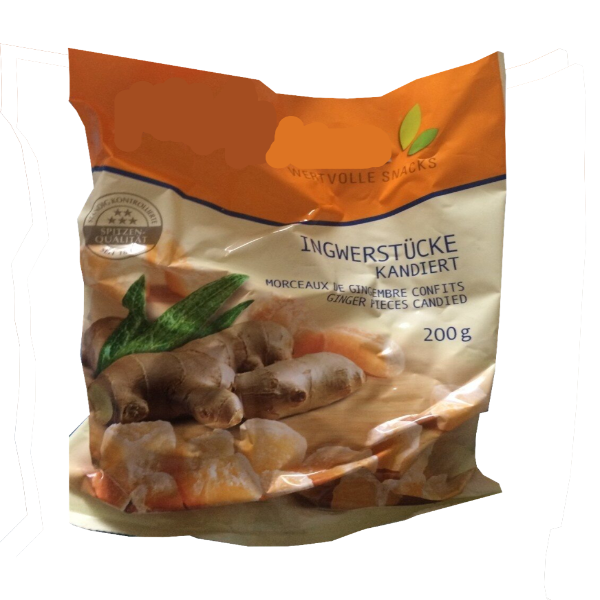 WERTVOLLE SNACKS
SPITZEN-
QUALITÄT
INGWERSTÜCKE
KANDIERT
MORCEAUX DE GINGEMBRE CONFITS
GINGER PIECES CANDIED
200 g